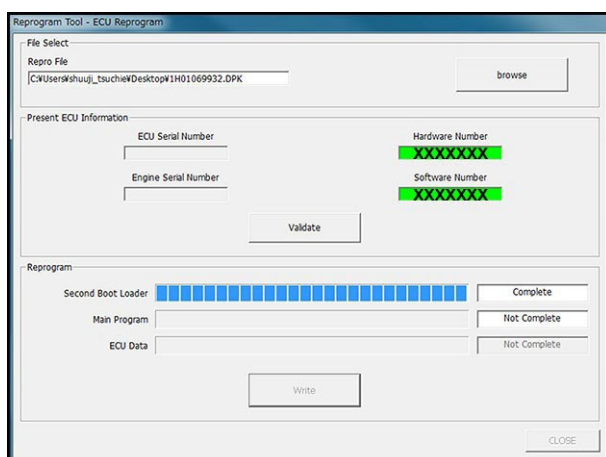 Reprogram Tool - ECU Reprogram
File Select
Repro File
C:¥Users¥shuuji_tsuchie¥Desktop¥1H01069932.DPK
browse
Present ECU Information
ECU Serial Number
Hardware Number
XXXXXXX
Engine Serial Number
Software Number
XXXXXXX
Validate
Reprogram
Second Boot Loader
Complete
Main Program
Not Complete
ECU Data
Not Complete
Write
CLOSE